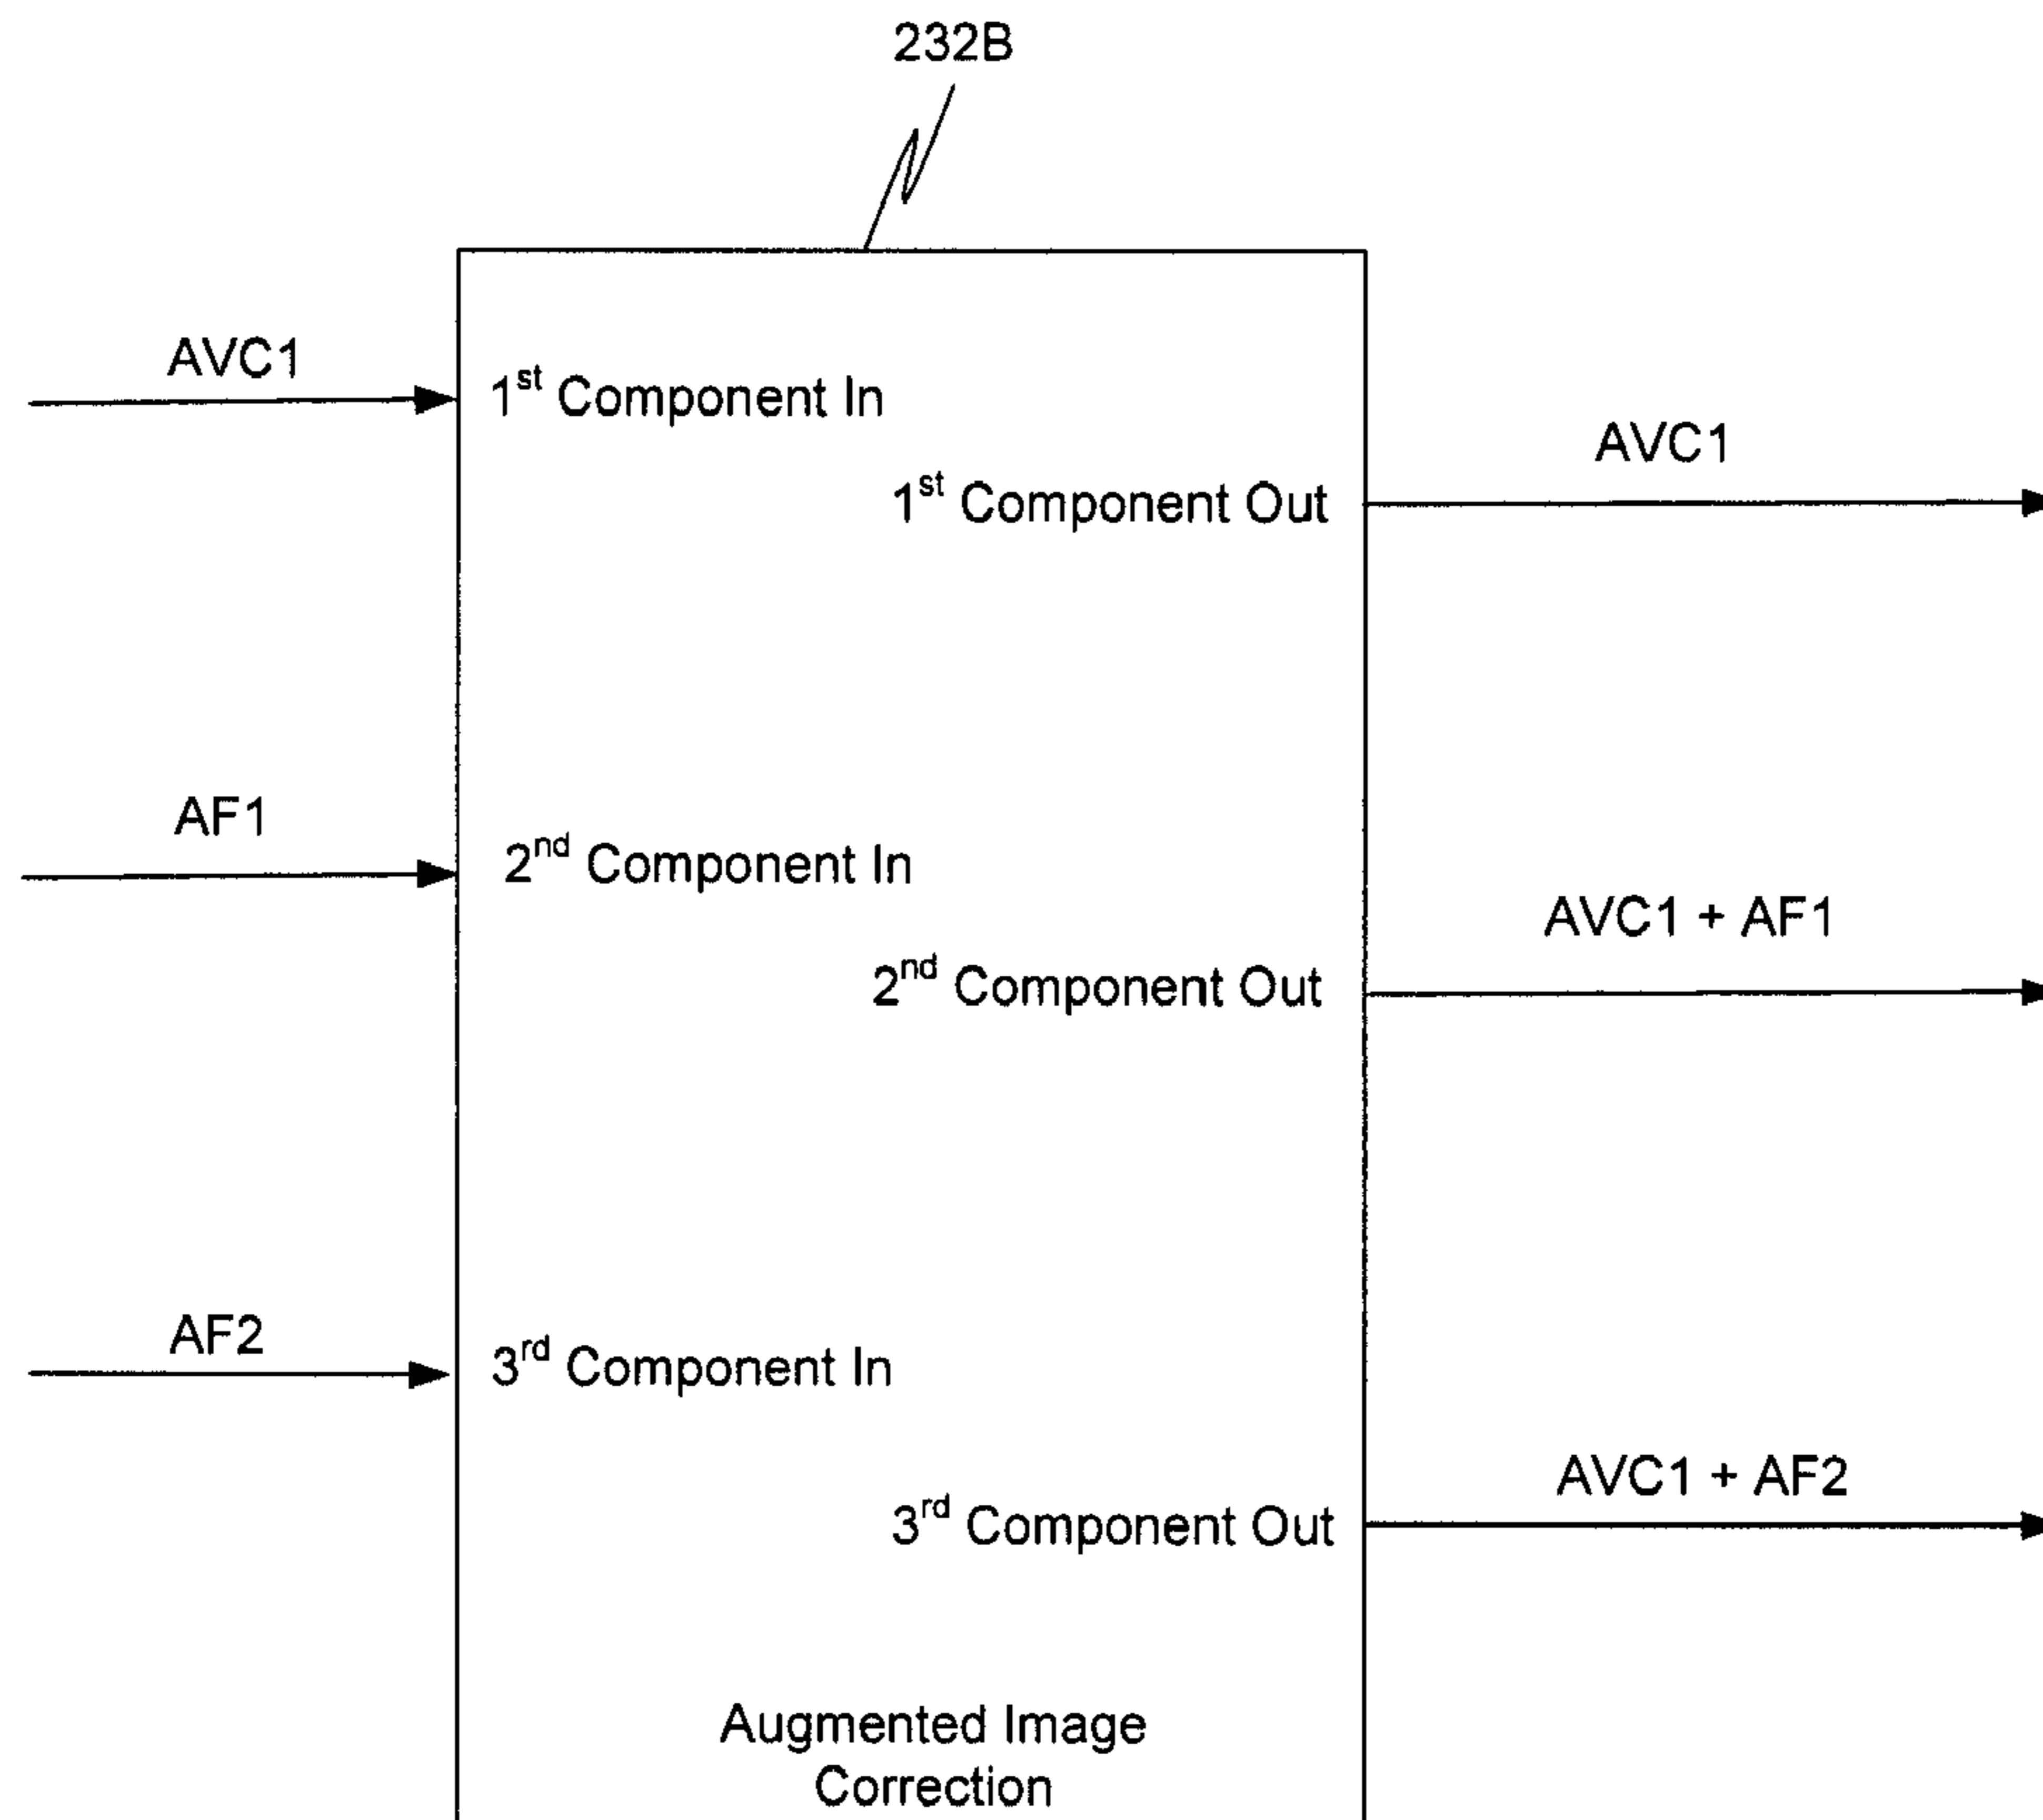 232B
AVC1
1st Component In
AVC1
1st Component Out
AF1
2nd Component In
AVC1 + AF1
2nd Component Out
AF2
3rd Component In
AVC1 + AF2
3rd Component Out
Augmented Image
Correction